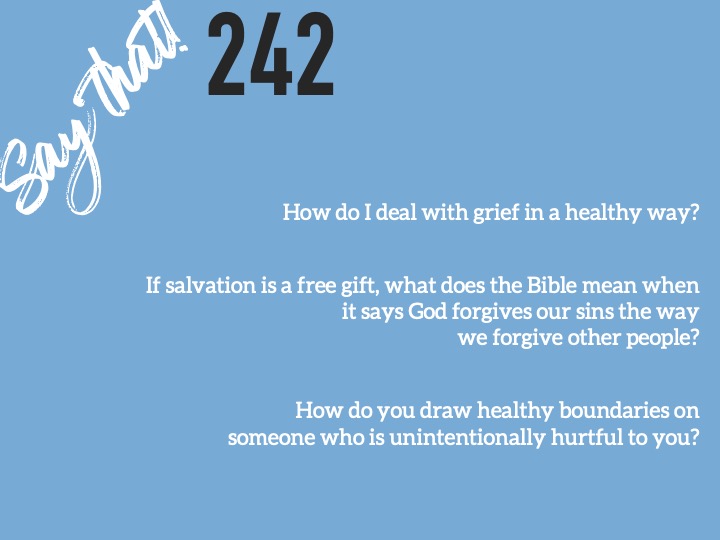 Say that!
242
How do I deal with grief in a healthy way?
If salvation is a free gift, what does the Bible mean when
it says God forgives our sins the way
we forgive other people?
How do you draw healthy boundaries on
someone who is unintentionally hurtful to you?